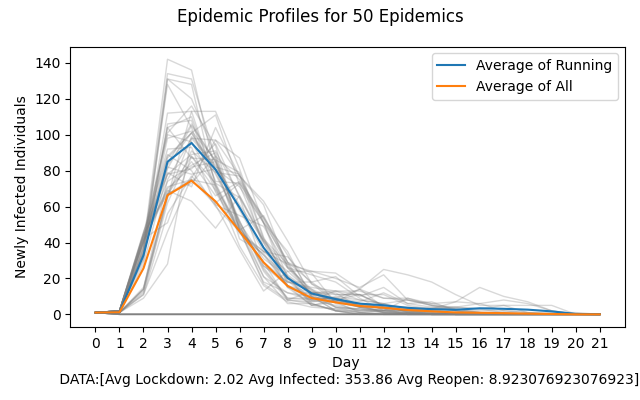 Epidemic Profiles for 50 Epidemics
Average of Running
Average of All
Newly Infected Individuals
140
120
100
80
60
40
20
0
0 1 2 3 4 5 6 7 8 9 10 11 12 13 14 15 16 17 18 19 20 21
Day
DATA:[Avg Lockdown: 2.02 Avg Infected: 353.86 Avg Reopen: 8.923076923076923]